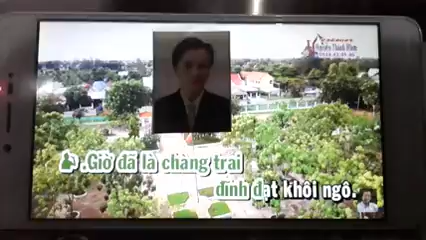 Giờ đã là chàng trai
đĩnh đạt khôi ngô.